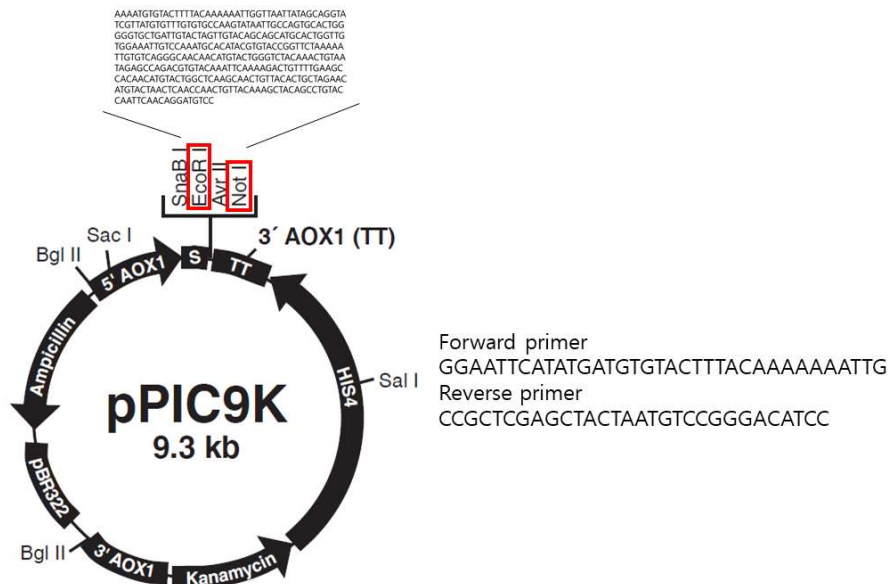 AAAATGTGTACTTTTACAAAAAATTGGTTAATTATAGCAGGTA
TCGTTATGTGTTTGTGTGCCAAGTATAATTGCCAGTGCACTGG
GGGTGCTGATTGTACTAGTTGTACAGCAGCATGCACTGGTTG
TGGAAATTGTCCAAATGCACATACGTGTACCGGTTCTAAAAA
TTGTGTCAGGGCAACAACATGTACTGGGTCTACAAACTGTAA
TAGAGCCAGACGTGTACAAATTCAAAAGACTGTTTTGAAGC
CACAACATGTACTGGCTCAAGCAACTGTTACACTGCTAGAAC
ATGTACTAACTCAACCAACTGTTACAAAGCTACAGCCTGTAC
CAATTCAACAGGATGTCC
SnaB I
EcoR I
Avr II
Not I
3´ AOX1 (TT)
Sac I
Bgl II
5' AOX1
S
TT
Ampicillin
HIS4
Sal I
pPIC9K
9.3 kb
pBR322
Bgl II
3' AOX1
Kanamycin
Forward primer
GGAATTCATATGATGTGTACTTTACAAAAAAATTG
Reverse primer
CCGCTCGAGCTACTAATGTCCGGGACATCC